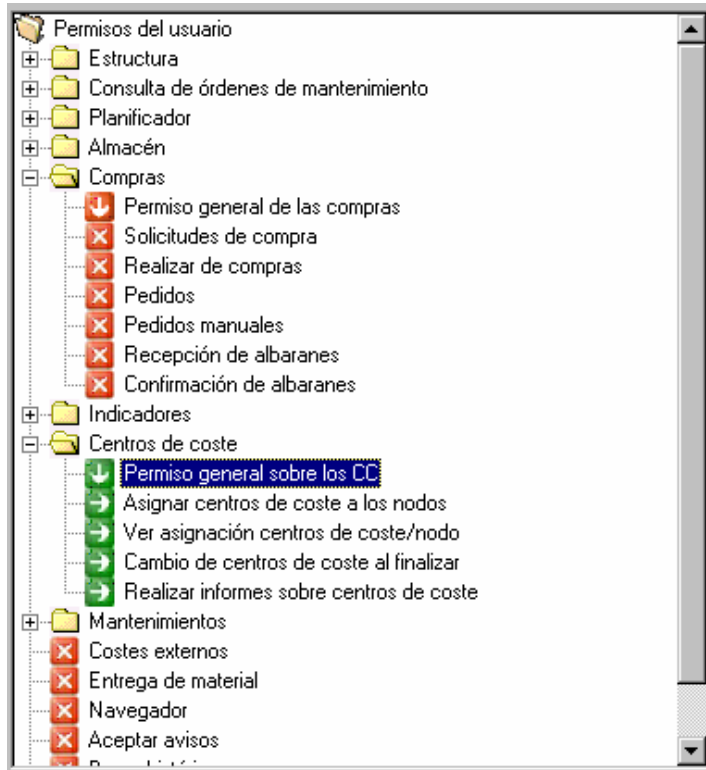 Permisos del usuario
Estructura
Consulta de órdenes de mantenimiento
Planificador
Almacén
Compras
Permiso general de las compras
Solicitudes de compra
Realizar de compras
Pedidos
Pedidos manuales
Recepción de albaranes
Confirmación de albaranes
Indicadores
Centros de coste
Permiso general sobre los CC
Asignar centros de coste a los nodos
Ver asignación centros de coste/nodo
Cambio de centros de coste al finalizar
Realizar informes sobre centros de coste
Mantenimientos
Costes externos
Entrega de material
Navegador
Aceptar avisos